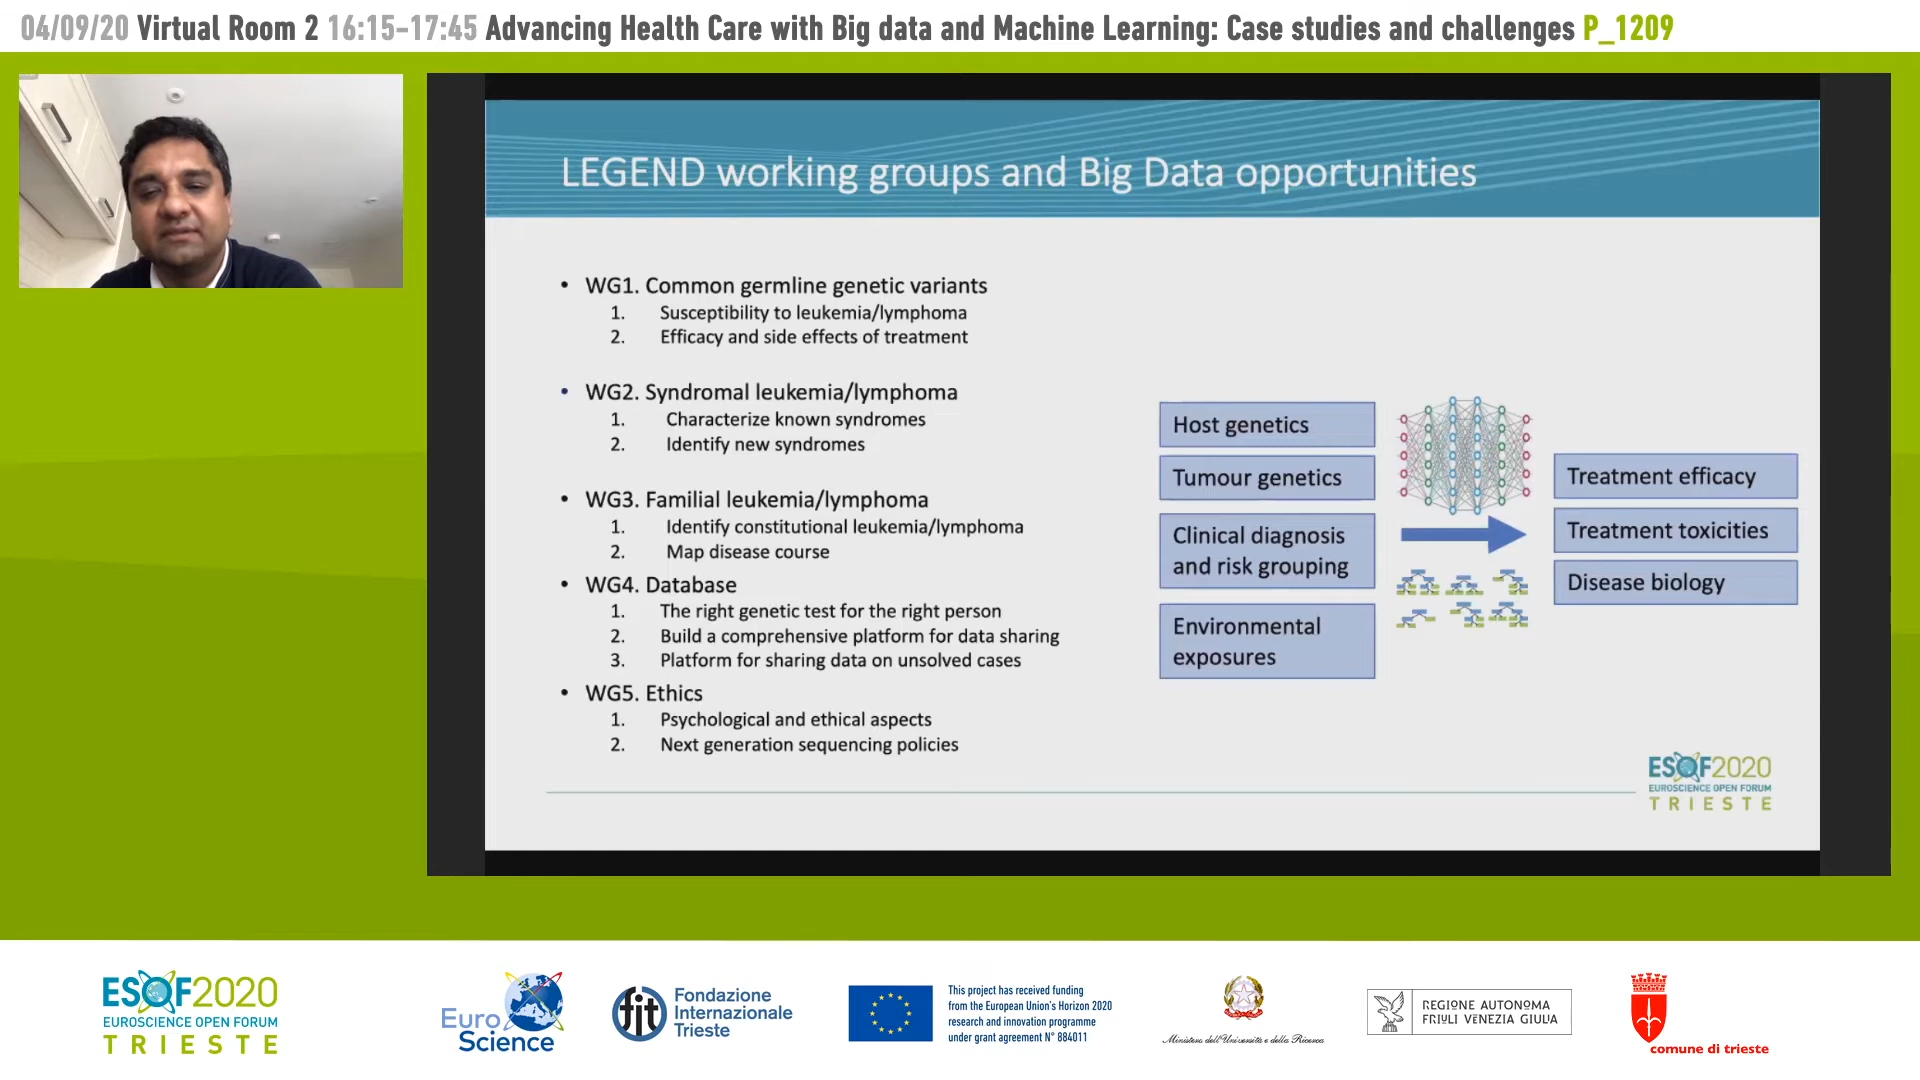 04/09/20 Virtual Room 2 16:15-17:45 Advancing Health Care with Big data and Machine Learning: Case studies and challenges P_1209
LEGEND working groups and Big Data opportunities
• WG1. Common germline genetic variants
1. Susceptibility to leukemia/lymphoma
2. Efficacy and side effects of treatment
• WG2. Syndromal leukemia/lymphoma
1. Characterize known syndromes
2. Identify new syndromes
• WG3. Familial leukemia/lymphoma
1. Identify constitutional leukemia/lymphoma
2. Map disease course
• WG4. Database
1. The right genetic test for the right person
2. Build a comprehensive platform for data sharing
3. Platform for sharing data on unsolved cases
• WG5. Ethics
1. Psychological and ethical aspects
2. Next generation sequencing policies
Host genetics
Tumour genetics
Clinical diagnosis
and risk grouping
Environmental
exposures
Treatment efficacy
Treatment toxicities
Disease biology
ESOF2020
EUROSCIENCE OPEN FORUM
TRIESTE
ESOF2020
EUROSCIENCE OPEN FORUM
TRIESTE
Euro
Science
fit
Fondazione
Internazionale
Trieste
This project has received funding
from the European Union's Horizon 2020
research and innovation programme
under grant agreement N° 884011
Ministero dell'Università e della Ricerca
REGIONE AUTONOMA
FRIULI VENEZIA GIULIA
comune di trieste